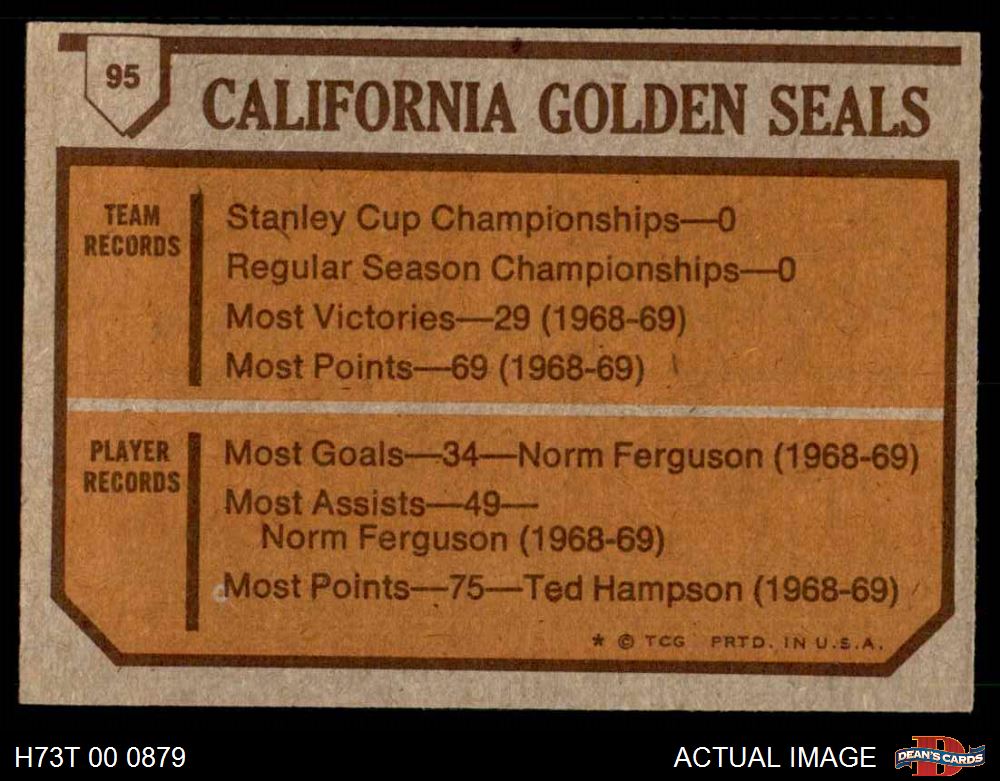 95
CALIFORNIA GOLDEN SEALS
TEAM
RECORDS
Stanley Cup Championships—0
Regular Season Championships—0
Most Victories—29 (1968-69)
Most Points—69 (1968-69)
PLAYER
RECORDS
Most Goals—34—Norm Ferguson (1968-69)
Most Assists—49—
Norm Ferguson (1968-69)
Most Points—75—Ted Hampson (1968-69)
* © TCG PRTD. IN U.S.A.
H73T 00 0879
ACTUAL IMAGE
D
DEAN'S CARDS